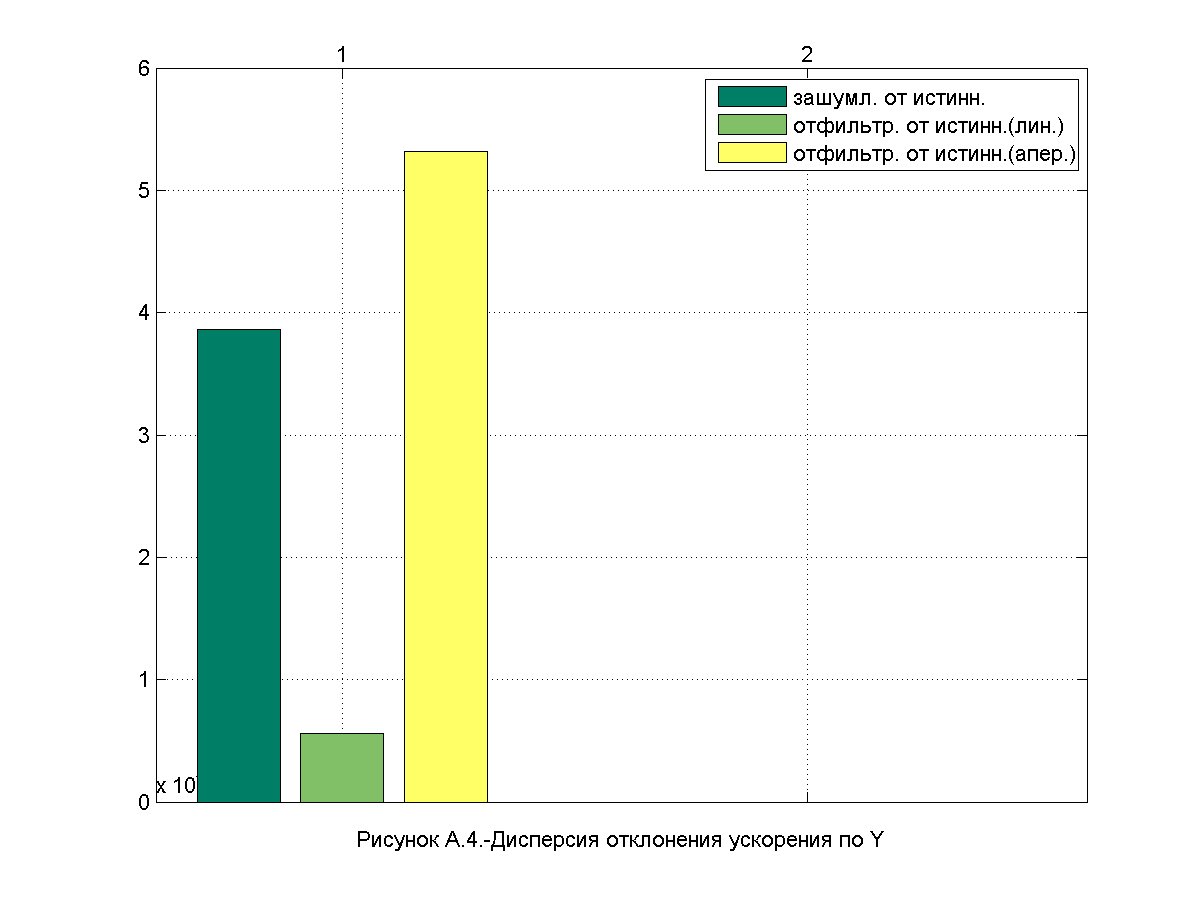 1 2
6
зашумл. от истинн.
отфильтр. от истинн.(лин.)
отфильтр. от истинн.(апер.)
5
4
3
2
1
x 10
0
Рисунок А.4.-Дисперсия отклонения ускорения по Y